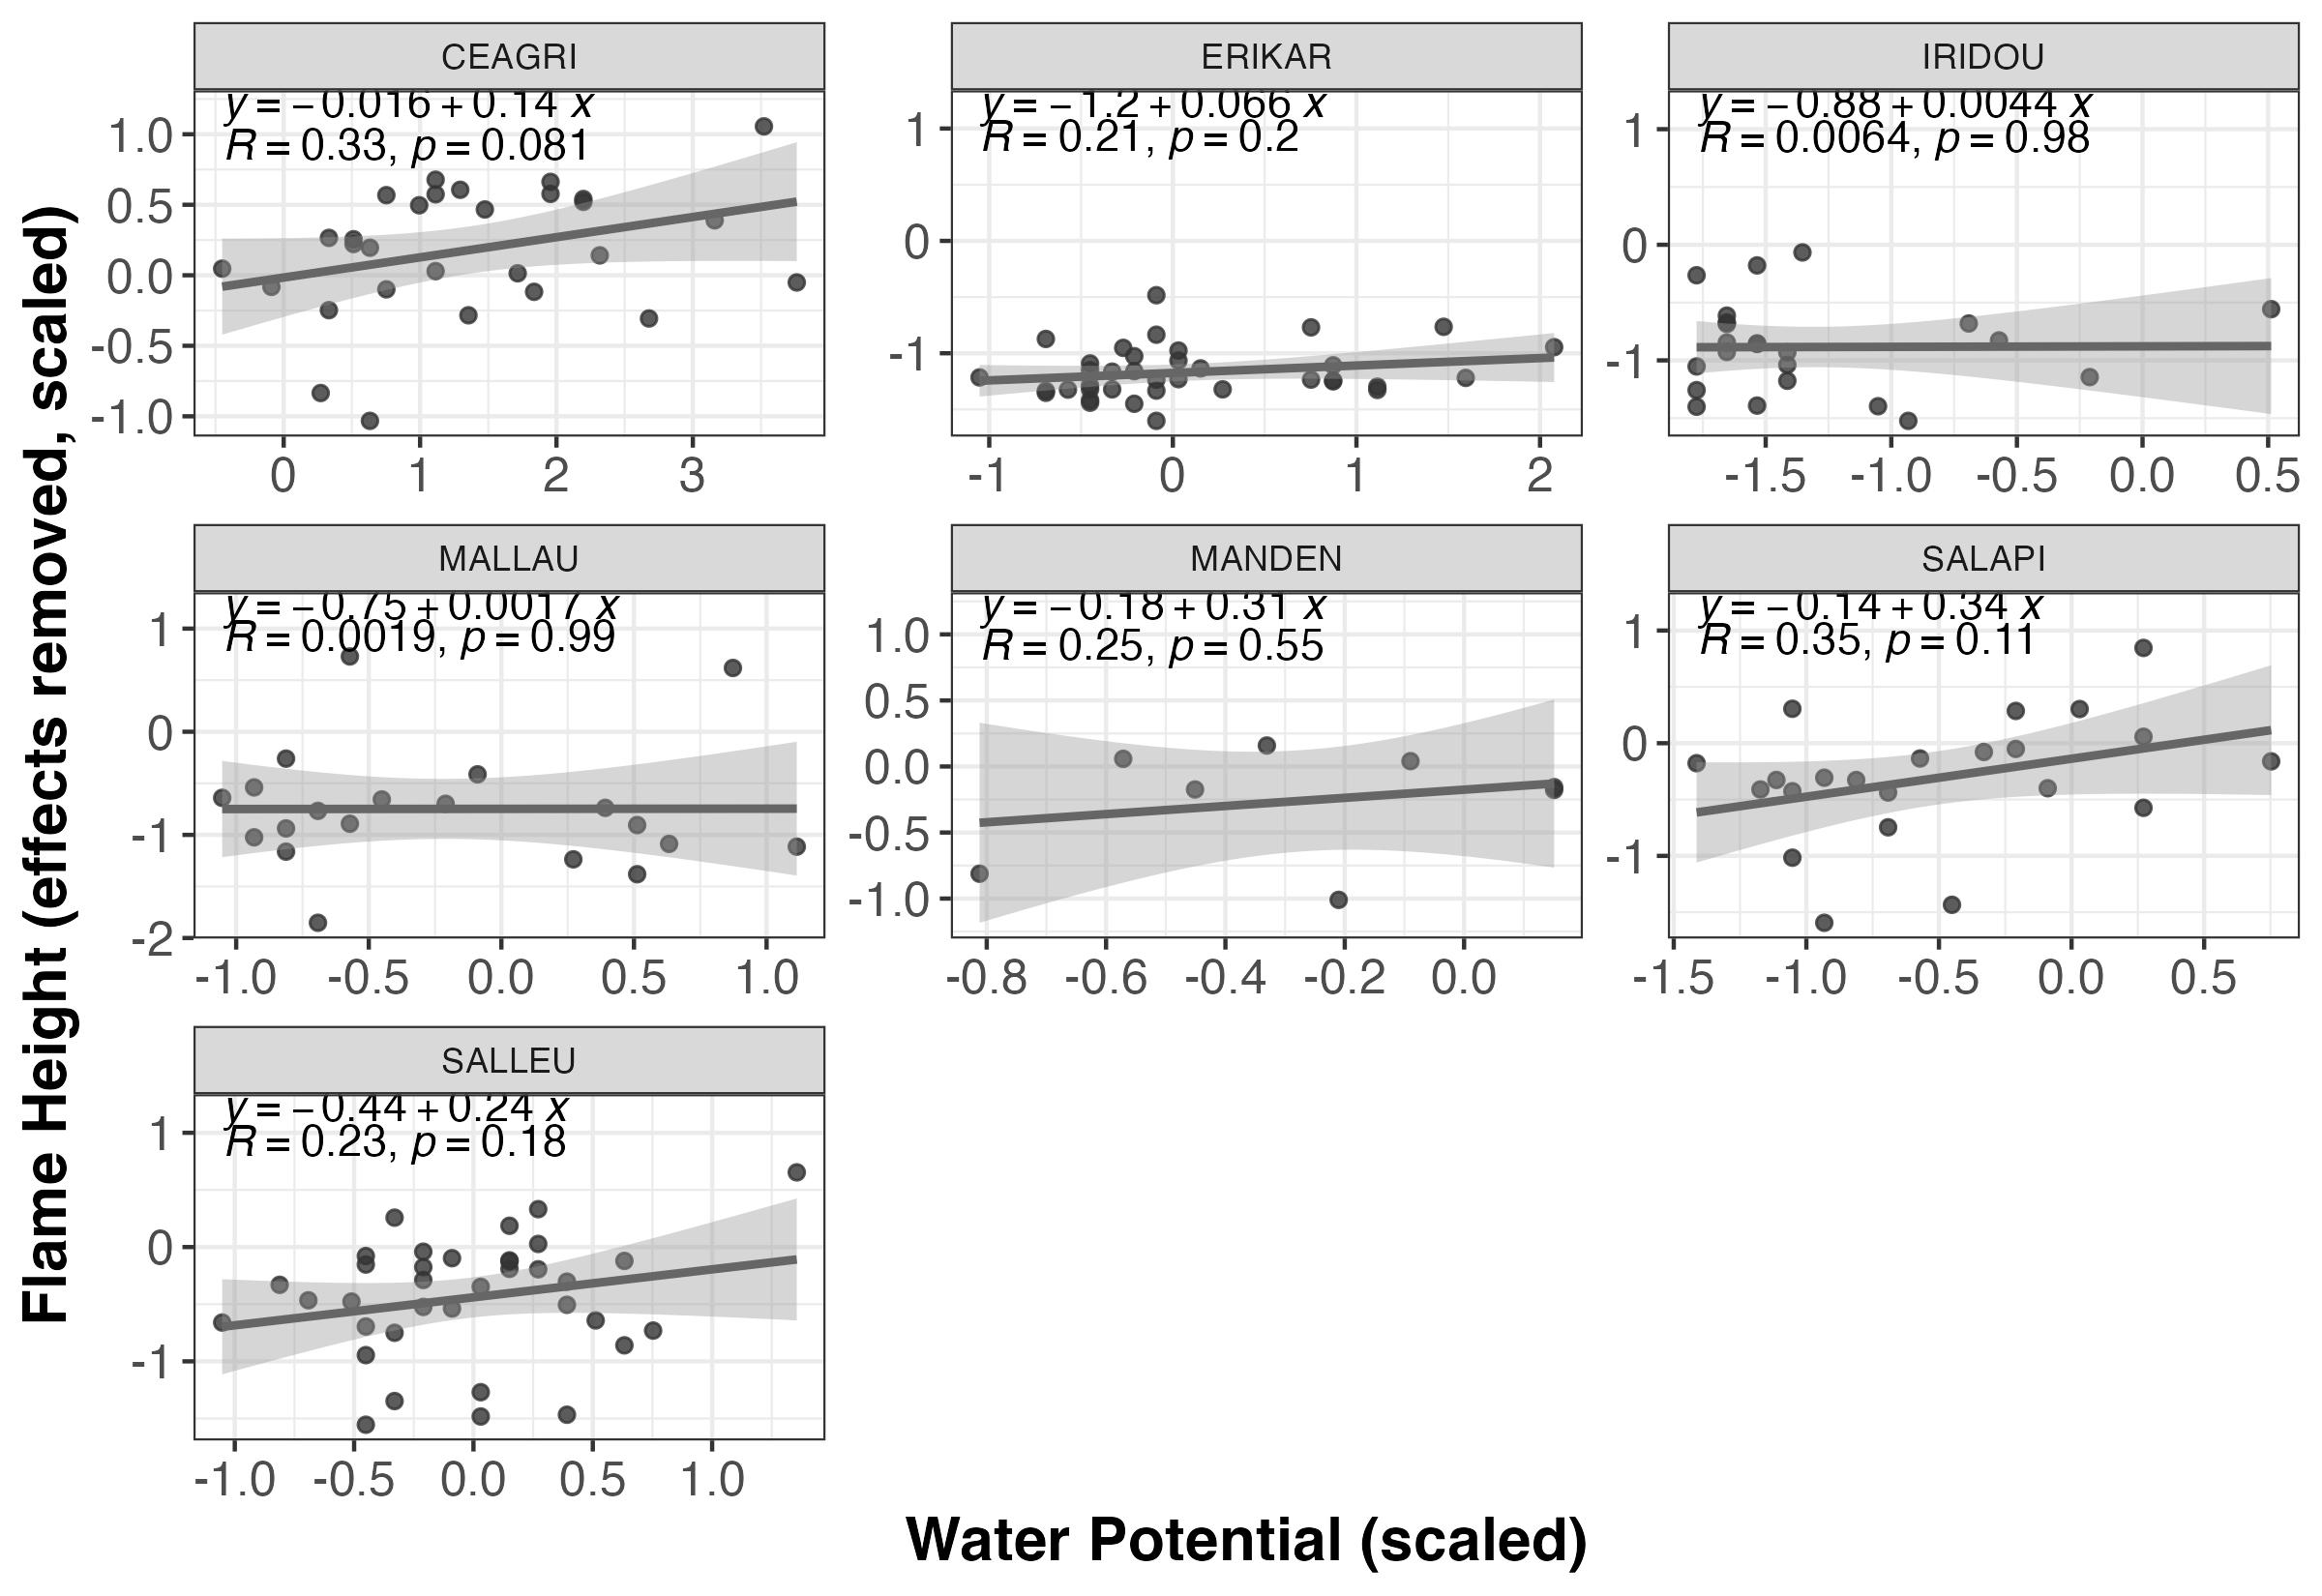 Flame Height (effects removed, scaled)
CEAGRI
y = −0.016 + 0.14 x
R = 0.33, p = 0.081
1.0
0.5
0.0
-0.5
-1.0
0 1 2 3
ERIKAR
y = −1.2 + 0.066 x
R = 0.21, p = 0.2
1
0
-1
-1 0 1 2
IRIDOU
y = −0.88 + 0.0044 x
R = 0.0064, p = 0.98
1
0
-1
-1.5 -1.0 -0.5 0.0 0.5
MALLAU
y = −0.75 + 0.0017 x
R = 0.0019, p = 0.99
1
0
-1
-2
-1.0 -0.5 0.0 0.5 1.0
MANDEN
y = −0.18 + 0.31 x
R = 0.25, p = 0.55
1.0
0.5
0.0
-0.5
-1.0
-0.8 -0.6 -0.4 -0.2 0.0
SALAPI
y = −0.14 + 0.34 x
R = 0.35, p = 0.11
1
0
-1
-1.5 -1.0 -0.5 0.0 0.5
SALLEU
y = −0.44 + 0.24 x
R = 0.23, p = 0.18
1
0
-1
-1.0 -0.5 0.0 0.5 1.0
Water Potential (scaled)